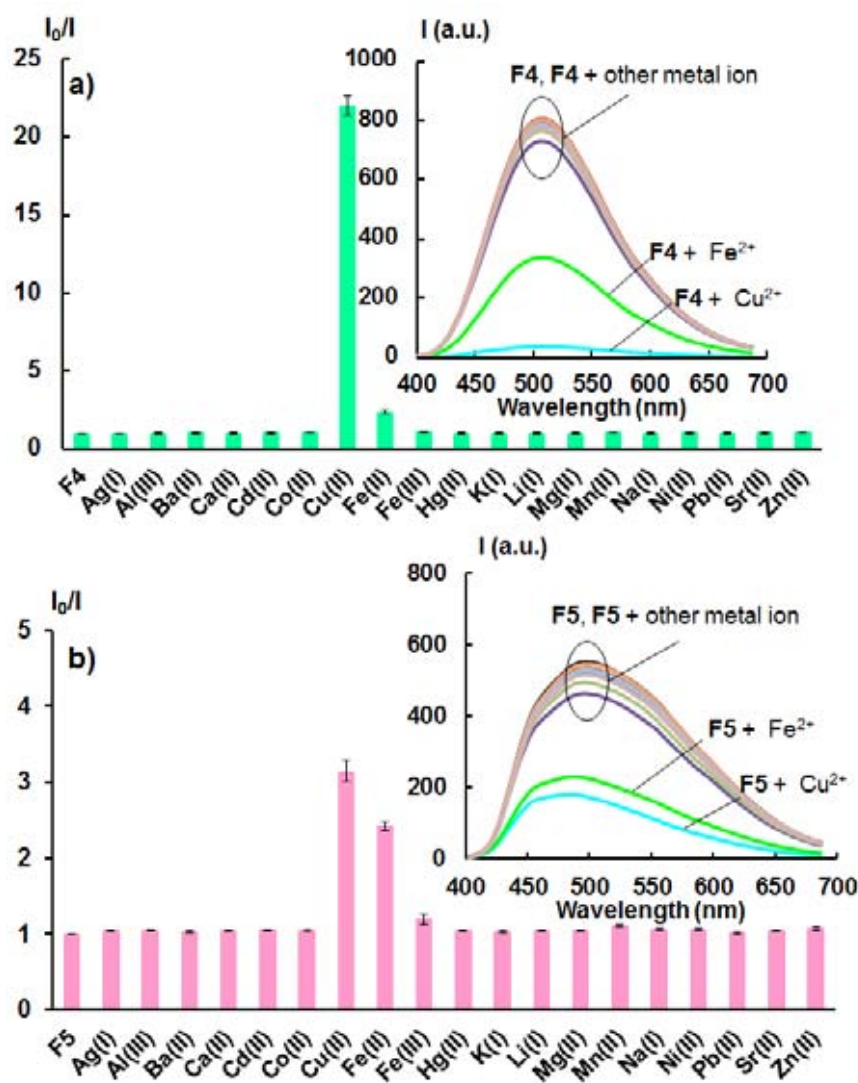 I₀/I
25
20
15
10
5
0
a)
I (a.u.)
1000
800
600
400
200
0
F4, F4 + other metal ion
F4 + Fe²⁺
F4 + Cu²⁺
400 450 500 550 600 650 700
Wavelength (nm)
F4 Ag(I) Al(III) Ba(II) Ca(II) Cd(II) Co(II) Cu(II) Fe(II) Fe(III) Hg(II) K(I) Li(I) Mg(II) Mn(II) Na(I) Ni(II) Pb(II) Sr(II) Zn(II)
I₀/I
5
4
3
2
1
0
b)
I (a.u.)
800
600
400
200
0
F5, F5 + other metal ion
F5 + Fe²⁺
F5 + Cu²⁺
400 450 500 550 600 650 700
Wavelength (nm)
F5 Ag(I) Al(III) Ba(II) Ca(II) Cd(II) Co(II) Cu(II) Fe(II) Fe(III) Hg(II) K(I) Li(I) Mg(II) Mn(II) Na(I) Ni(II) Pb(II) Sr(II) Zn(II)